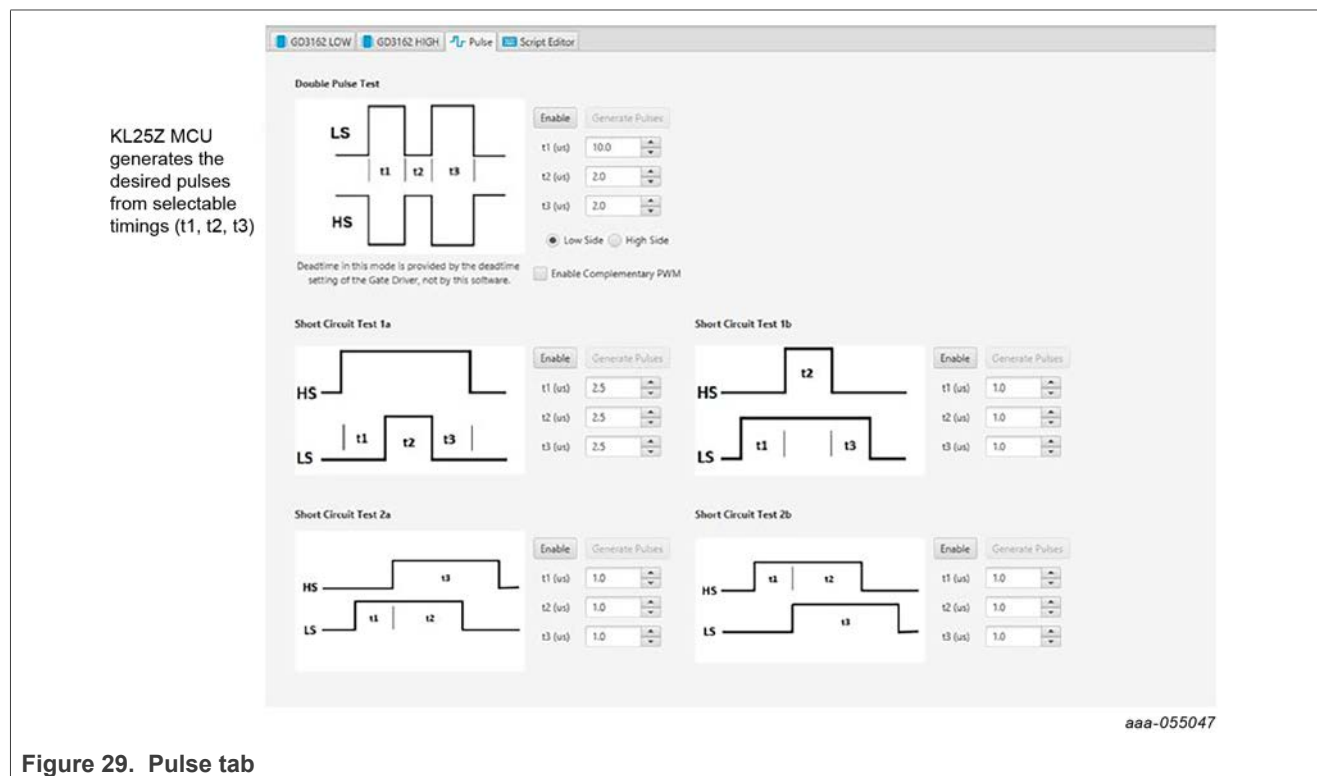 GD3162 LOW GD3162 HIGH Pulse Script Editor
KL25Z MCU
generates the
desired pulses
from selectable
timings (t1, t2, t3)
Double Pulse Test
LS
t1 t2 t3
HS
Deadtime in this mode is provided by the deadtime
setting of the Gate Driver, not by this software.
Enable Generate Pulses
t1 (us) 10.0
t2 (us) 2.0
t3 (us) 2.0
Low Side High Side
Enable Complementary PWM
Short Circuit Test 1a
HS
t1 t2 t3
LS
Enable Generate Pulses
t1 (us) 2.5
t2 (us) 2.5
t3 (us) 2.5
Short Circuit Test 1b
t2
HS
t1 t3
LS
Enable Generate Pulses
t1 (us) 1.0
t2 (us) 1.0
t3 (us) 1.0
Short Circuit Test 2a
t3
HS
t1 t2
LS
Enable Generate Pulses
t1 (us) 1.0
t2 (us) 1.0
t3 (us) 1.0
Short Circuit Test 2b
t1 t2
HS
t3
LS
Enable Generate Pulses
t1 (us) 1.0
t2 (us) 1.0
t3 (us) 1.0
aaa-055047
Figure 29. Pulse tab